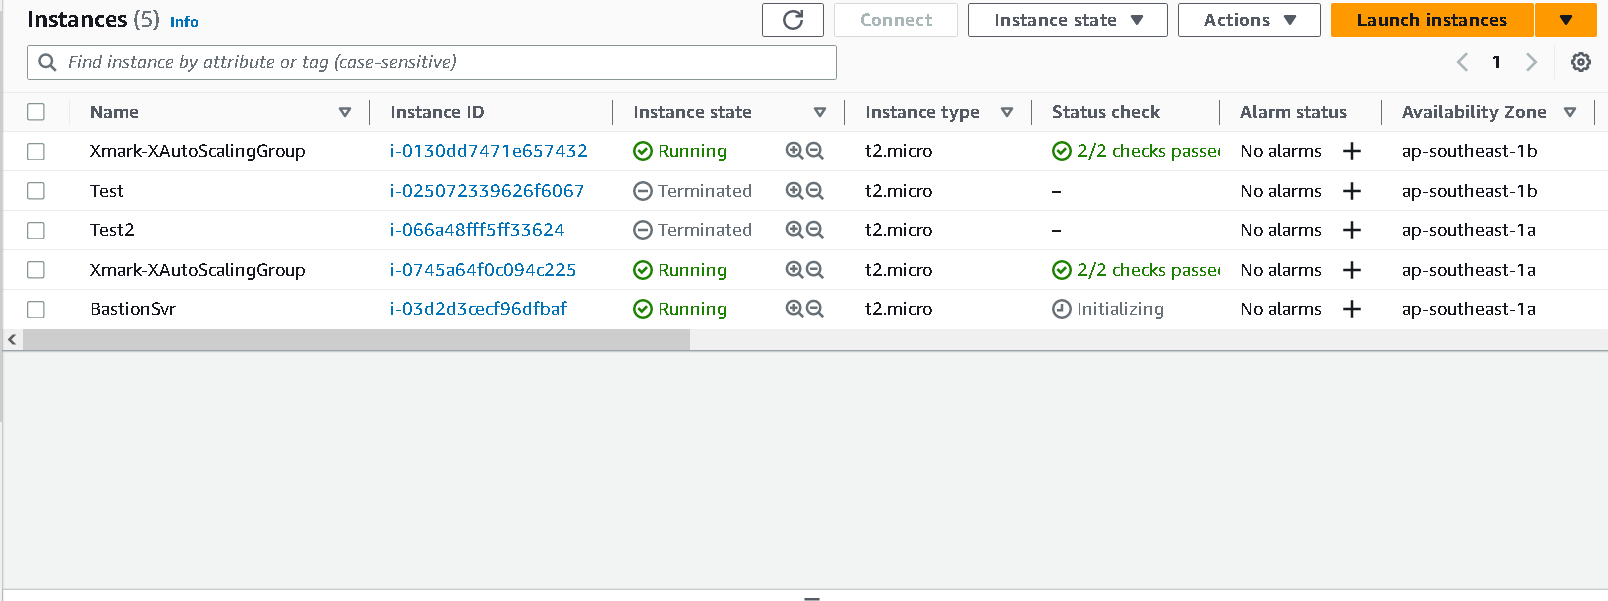 Instances (5) Info
Connect Instance state Actions Launch instances
Find instance by attribute or tag (case-sensitive)
1
Name Instance ID Instance state Instance type Status check Alarm status Availability Zone
Xmark-XAutoScalingGroup i-0130dd7471e657432 Running t2.micro 2/2 checks passed No alarms + ap-southeast-1b
Test i-025072339626f6067 Terminated t2.micro – No alarms + ap-southeast-1b
Test2 i-066a48fff5ff33624 Terminated t2.micro – No alarms + ap-southeast-1a
Xmark-XAutoScalingGroup i-0745a64f0c094c225 Running t2.micro 2/2 checks passed No alarms + ap-southeast-1a
BastionSvr i-03d2d3cecf96dfbaf Running t2.micro Initializing No alarms + ap-southeast-1a